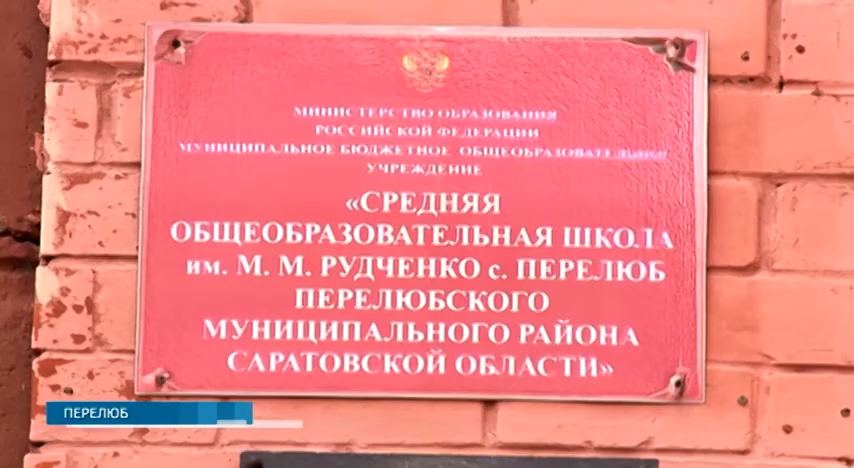 МИНИСТЕРСТВО ОБРАЗОВАНИЯ
РОССИЙСКОЙ ФЕДЕРАЦИИ
МУНИЦИПАЛЬНОЕ БЮДЖЕТНОЕ ОБЩЕОБРАЗОВАТЕЛЬНОЕ
УЧРЕЖДЕНИЕ
«СРЕДНЯЯ
ОБЩЕОБРАЗОВАТЕЛЬНАЯ ШКОЛА
им. М. М. РУДЧЕНКО с. ПЕРЕЛЮБ
ПЕРЕЛЮБСКОГО
МУНИЦИПАЛЬНОГО РАЙОНА
САРАТОВСКОЙ ОБЛАСТИ»
ПЕРЕЛЮБ